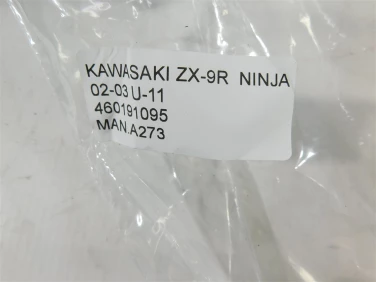 KAWASAKI ZX-9R NINJA
02-03 U-11
460191095
MAN.A273